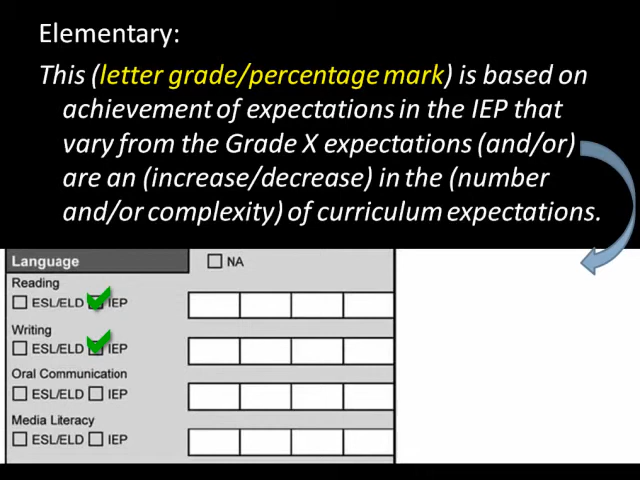 Elementary:
This (letter grade/percentage mark) is based on
achievement of expectations in the IEP that
vary from the Grade X expectations (and/or)
are an (increase/decrease) in the (number
and/or complexity) of curriculum expectations.
Language NA
Reading
ESL/ELD IEP
Writing
ESL/ELD IEP
Oral Communication
ESL/ELD IEP
Media Literacy
ESL/ELD IEP